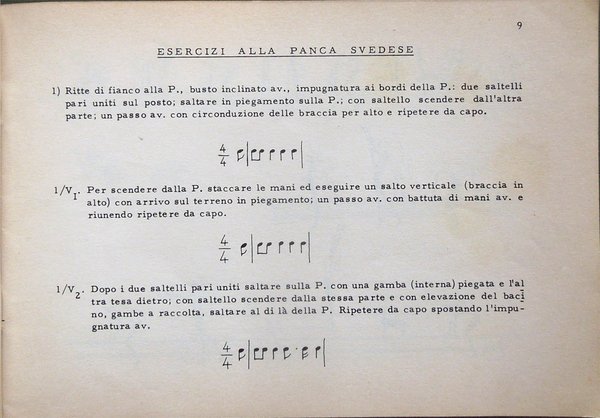 9
ESERCIZI ALLA PANCA SVEDESE
1) Ritte di fianco alla P., busto inclinato av., impugnatura ai bordi della P.: due saltelli
pari uniti sul posto; saltare in piegamento sulla P.; con saltello scendere dall'altra
parte; un passo av. con circonduzione delle braccia per alto e ripetere da capo.
4
4
1/V1. Per scendere dalla P. staccare le mani ed eseguire un salto verticale (braccia in
alto) con arrivo sul terreno in piegamento; un passo av. con battuta di mani av. e
riunendo ripetere da capo.
4
4
1/V2. Dopo i due saltelli pari uniti saltare sulla P. con una gamba (interna) piegata e l'al
tra tesa dietro; con saltello scendere dalla stessa parte e con elevazione del baci
no, gambe a raccolta, saltare al di là della P. Ripetere da capo spostando l'impu-
gnatura av.
4
4